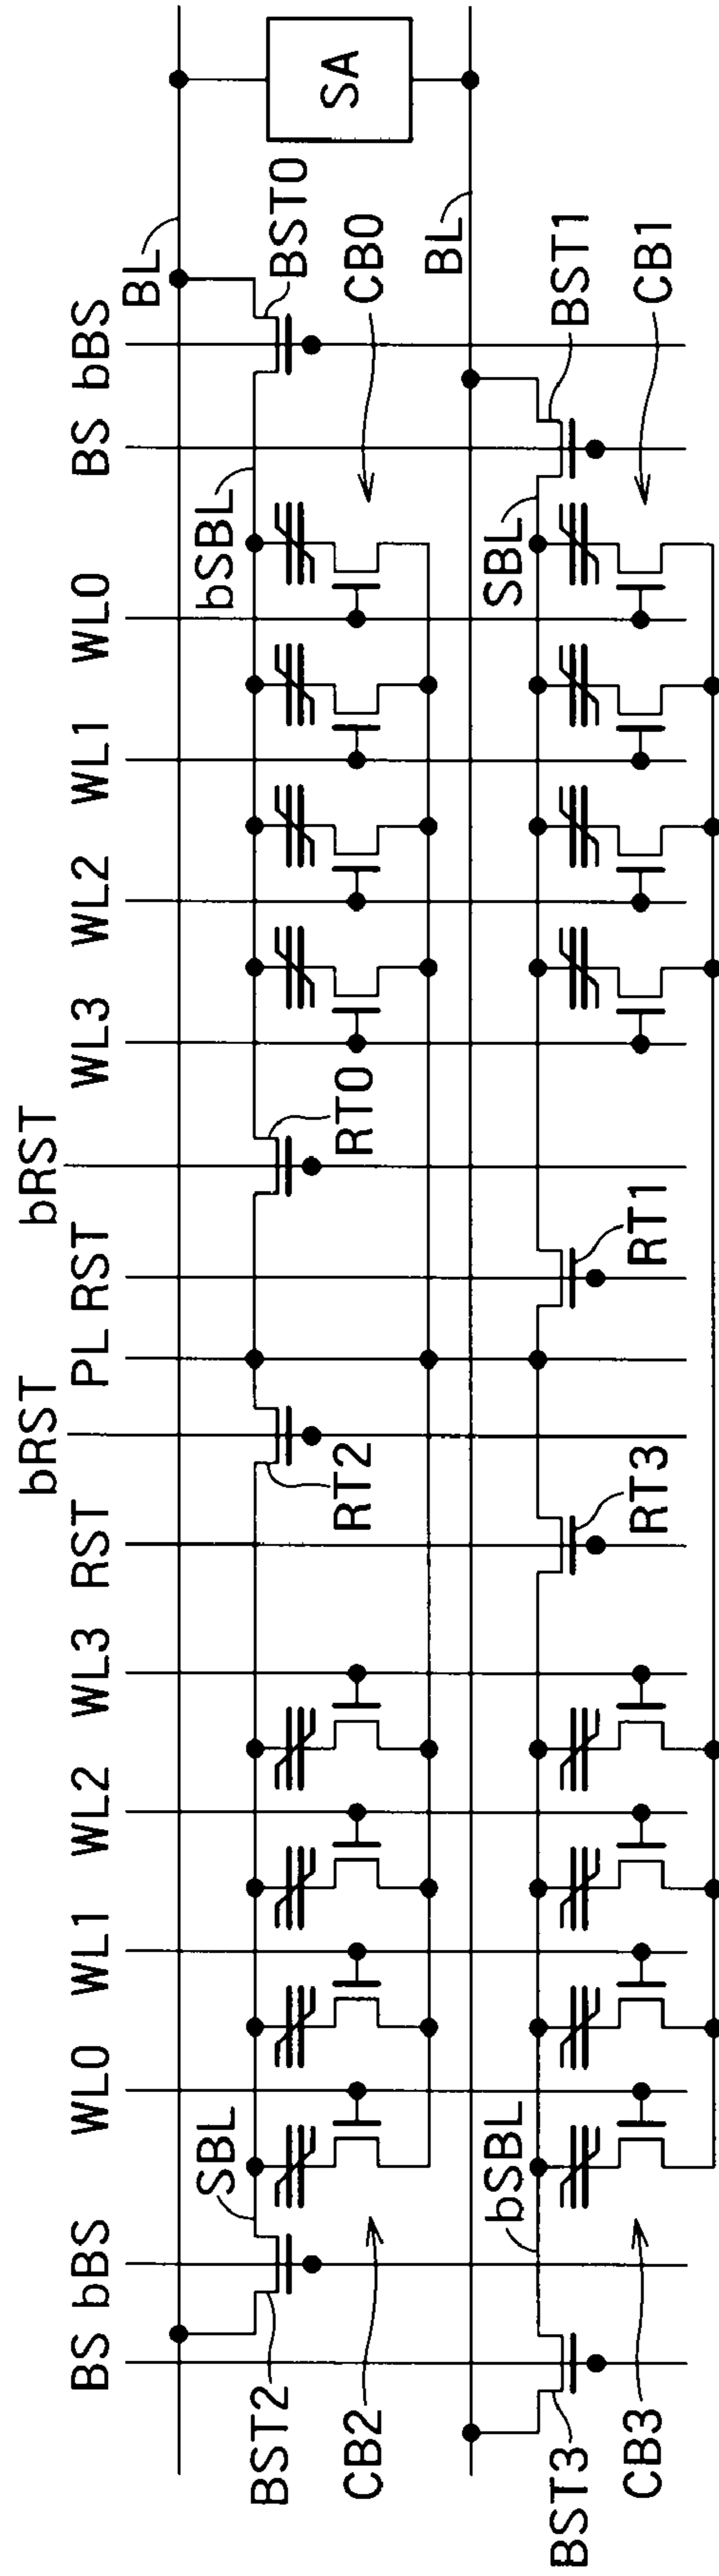 bRST bRST
BS bBS WL0 WL1 WL2 WL3 RST PL RST WL3 WL2 WL1 WL0 BS bBS
BL
SBL bSBL
BST2 BST0
SA
CB2 RT2 RT0 CB0
BL
bSBL SBL
BST3 BST1
CB3 RT3 RT1 CB1